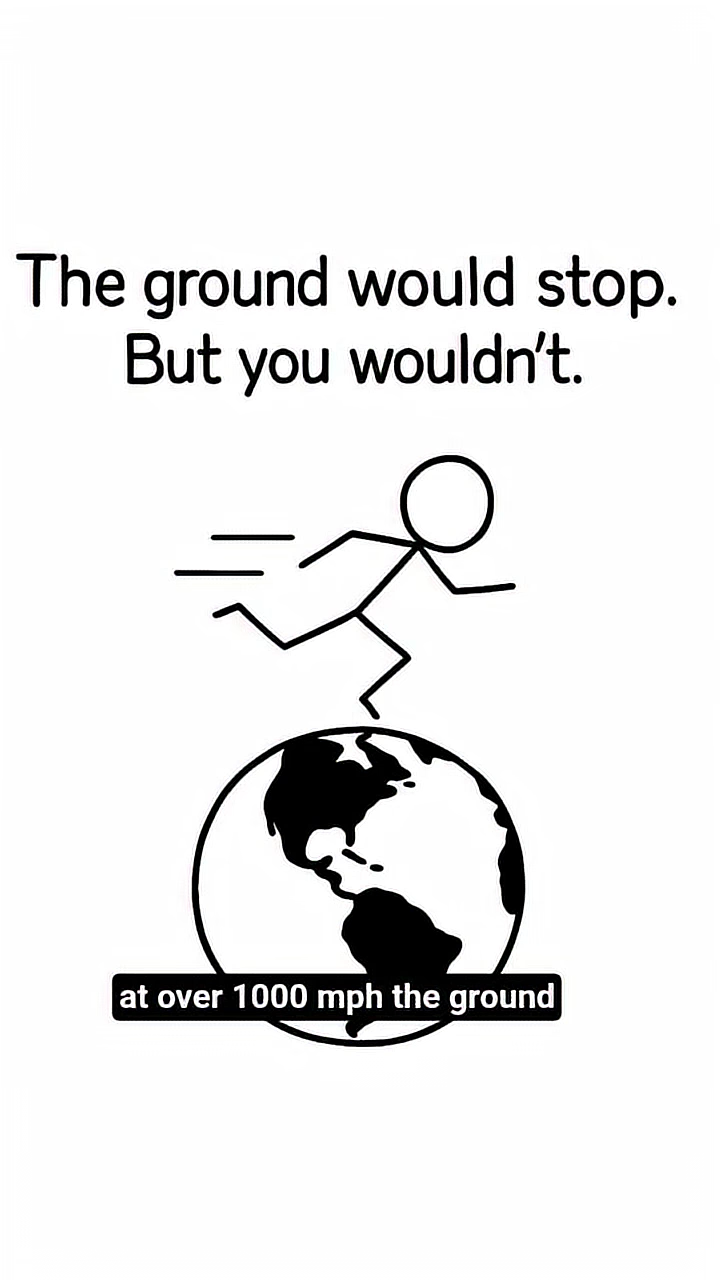 The ground would stop.
But you wouldn't.
at over 1000 mph the ground